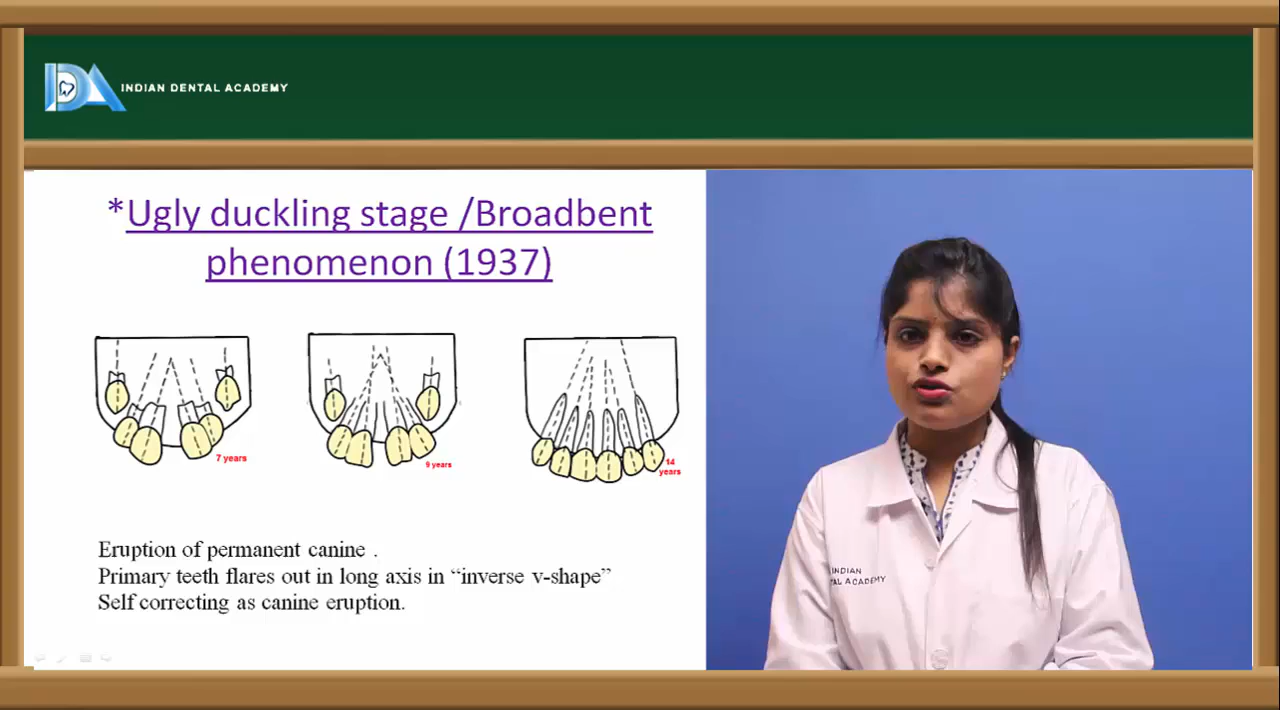 INDIAN DENTAL ACADEMY
*Ugly duckling stage /Broadbent
phenomenon (1937)
7 years
9 years
14
years
Eruption of permanent canine .
Primary teeth flares out in long axis in “inverse v-shape”
Self correcting as canine eruption.
INDIAN
TAL ACADEMY